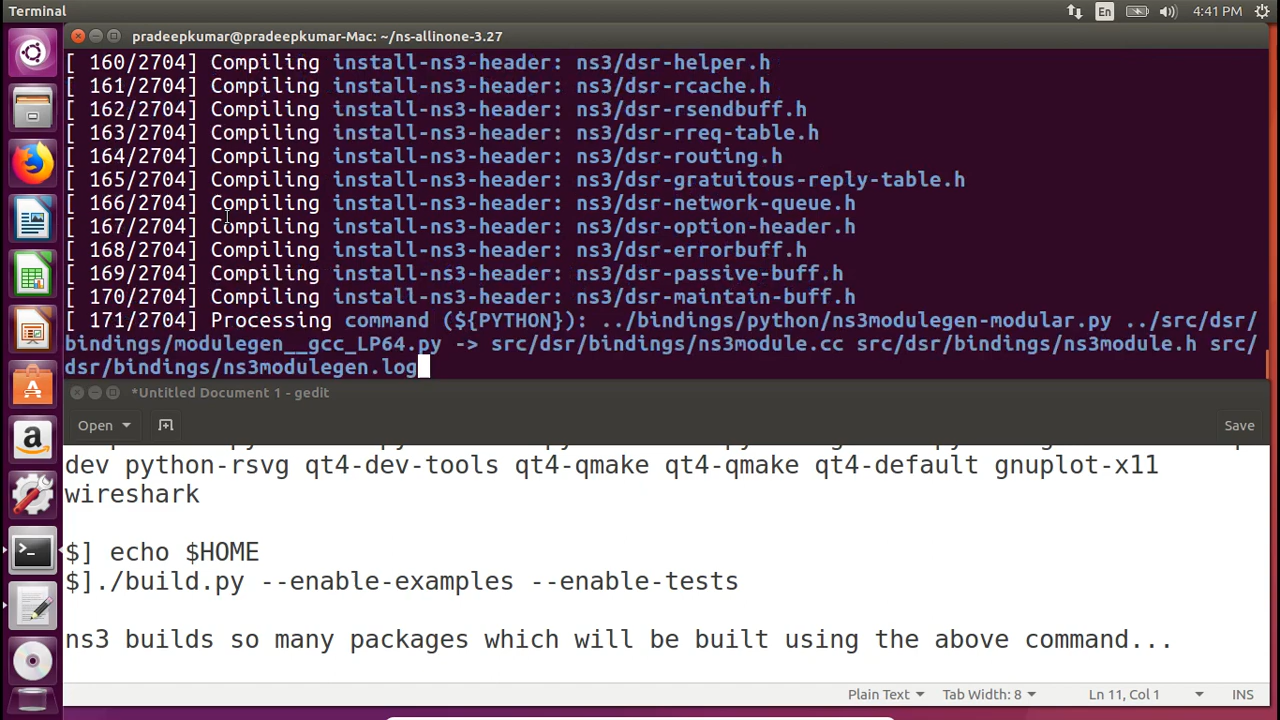 Terminal
En
4:41 PM
pradeepkumar@pradeepkumar-Mac: ~/ns-allinone-3.27
[ 160/2704] Compiling install-ns3-header: ns3/dsr-helper.h
[ 161/2704] Compiling install-ns3-header: ns3/dsr-rcache.h
[ 162/2704] Compiling install-ns3-header: ns3/dsr-rsendbuff.h
[ 163/2704] Compiling install-ns3-header: ns3/dsr-rreq-table.h
[ 164/2704] Compiling install-ns3-header: ns3/dsr-routing.h
[ 165/2704] Compiling install-ns3-header: ns3/dsr-gratuitous-reply-table.h
[ 166/2704] Compiling install-ns3-header: ns3/dsr-network-queue.h
[ 167/2704] Compiling install-ns3-header: ns3/dsr-option-header.h
[ 168/2704] Compiling install-ns3-header: ns3/dsr-errorbuff.h
[ 169/2704] Compiling install-ns3-header: ns3/dsr-passive-buff.h
[ 170/2704] Compiling install-ns3-header: ns3/dsr-maintain-buff.h
[ 171/2704] Processing command (${PYTHON}): ../bindings/python/ns3modulegen-modular.py ../src/dsr/
bindings/modulegen__gcc_LP64.py -> src/dsr/bindings/ns3module.cc src/dsr/bindings/ns3module.h src/
dsr/bindings/ns3modulegen.log
*Untitled Document 1 - gedit
Open
Save
dev python-rsvg qt4-dev-tools qt4-qmake qt4-qmake qt4-default gnuplot-x11
wireshark
$] echo $HOME
$]./build.py --enable-examples --enable-tests
ns3 builds so many packages which will be built using the above command...
Plain Text
Tab Width: 8
Ln 11, Col 1
INS